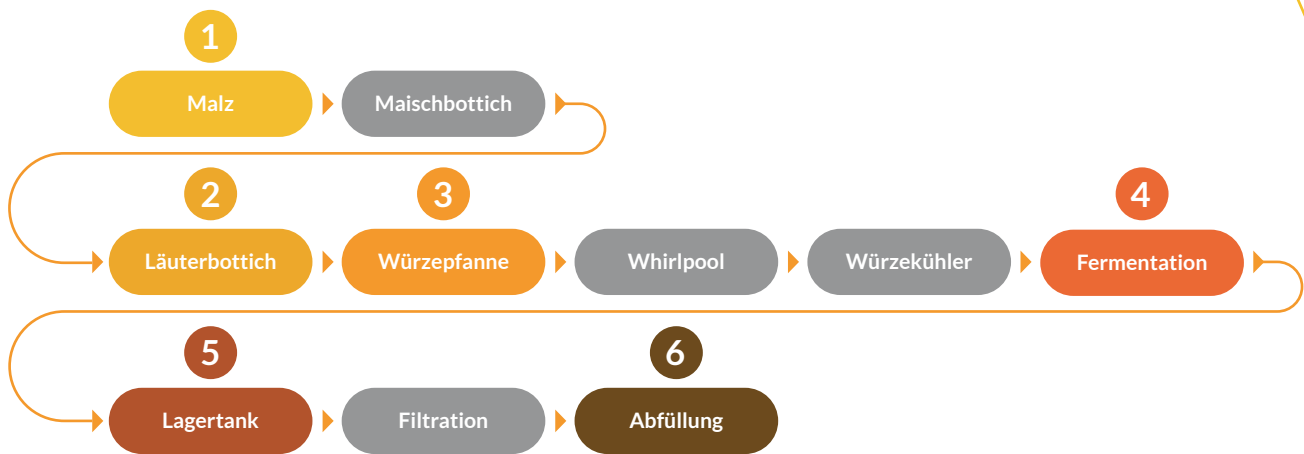 1
Malz
Maischbottich
2
3
4
Läuterbottich
Würzepfanne
Whirlpool
Würzekühler
Fermentation
5
6
Lagertank
Filtration
Abfüllung